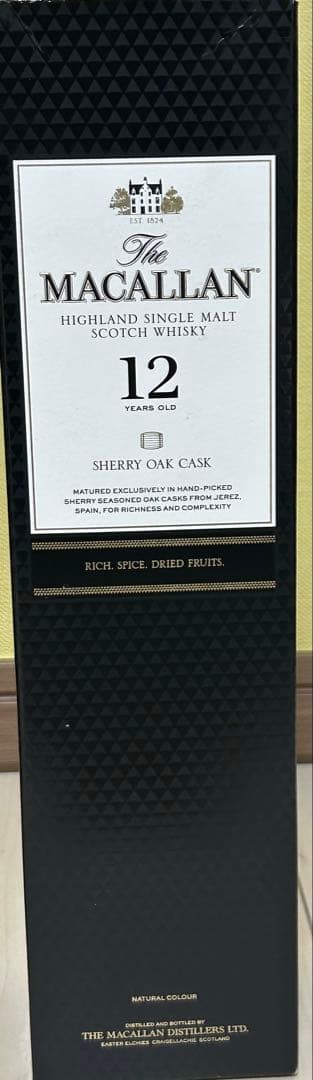 EST. 1824
The
MACALLAN®
HIGHLAND SINGLE MALT
SCOTCH WHISKY
12
YEARS OLD
SHERRY OAK CASK
MATURED EXCLUSIVELY IN HAND-PICKED
SHERRY SEASONED OAK CASKS FROM JEREZ,
SPAIN, FOR RICHNESS AND COMPLEXITY
RICH. SPICE. DRIED FRUITS.
NATURAL COLOUR
DISTILLED AND BOTTLED BY
THE MACALLAN DISTILLERS LTD.
EASTER ELCHIES CRAIGELLACHIE SCOTLAND